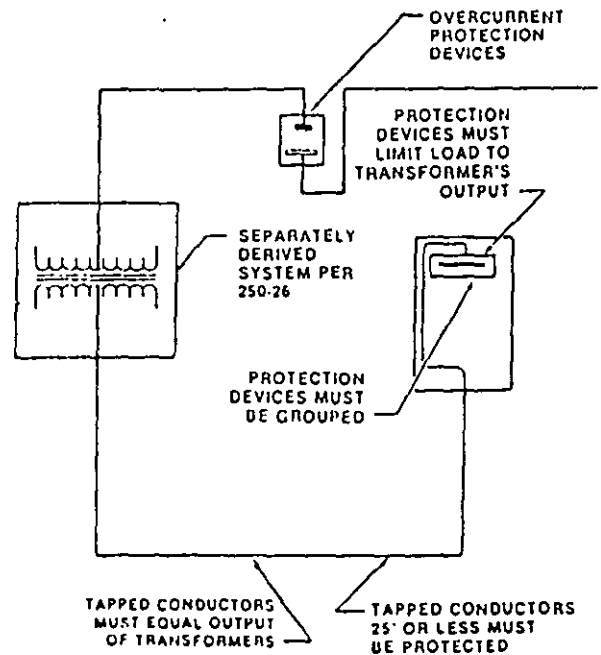 OVERCURRENT
PROTECTION
DEVICES
PROTECTION
DEVICES MUST
LIMIT LOAD TO
TRANSFORMER'S
OUTPUT
SEPARATELY
DERIVED
SYSTEM PER
250-26
PROTECTION
DEVICES MUST
BE GROUPED
TAPPED CONDUCTORS
MUST EQUAL OUTPUT
OF TRANSFORMERS
TAPPED CONDUCTORS
25' OR LESS MUST
BE PROTECTED